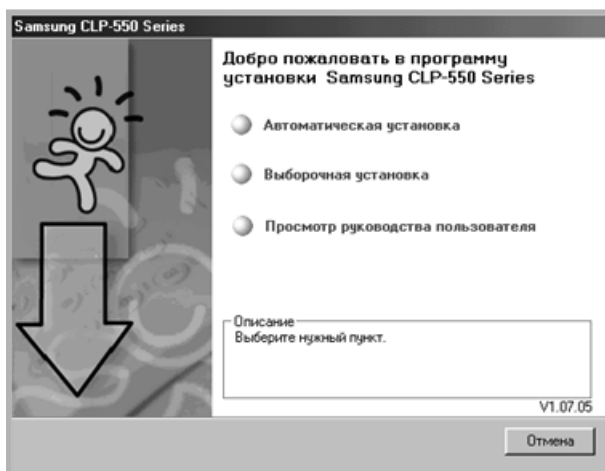 Samsung CLP-550 Series
Добро пожаловать в программу
установки Samsung CLP-550 Series
Автоматическая установка
Выборочная установка
Просмотр руководства пользователя
Описание
Выберите нужный пункт.
V1.07.05
Отмена